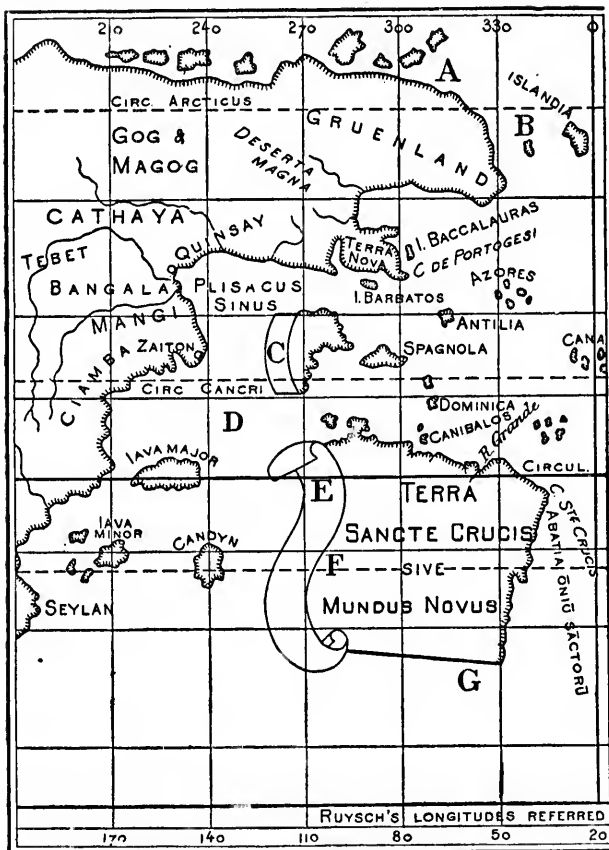 210 240 270 300 330 0
A
ISLANDIA
CIRC. ARCTICUS
B
GOG &
MAGOG
DESERTA
MAGNA
GRUENLAND
CATHAYA
TEBET
QUINSAY
TERRA
NOVA
I. BACCALAURAS
C DE PORTOGESI
BANGALA
PLISACUS
SINUS
I. BARBATOS
AZORES
MANGI
ANTILIA
CIAMBA
ZAITON
C
SPAGNOLA
CANA
CIRC CANCRI
D
DOMINICA
CANIBALOS
R. Grande
IAVA MAJOR
CIRCUL.
E
TERRA
C. STE CRUCIS
SANCTE CRUCIS
IAVA
MINOR
CANDYN
F
SIVE
ABATIA ŌNIŪ SĀCTORŪ
SEYLAN
MUNDUS NOVUS
G
RUYSCH'S LONGITUDES REFERRED
170 140 110 80 50 20